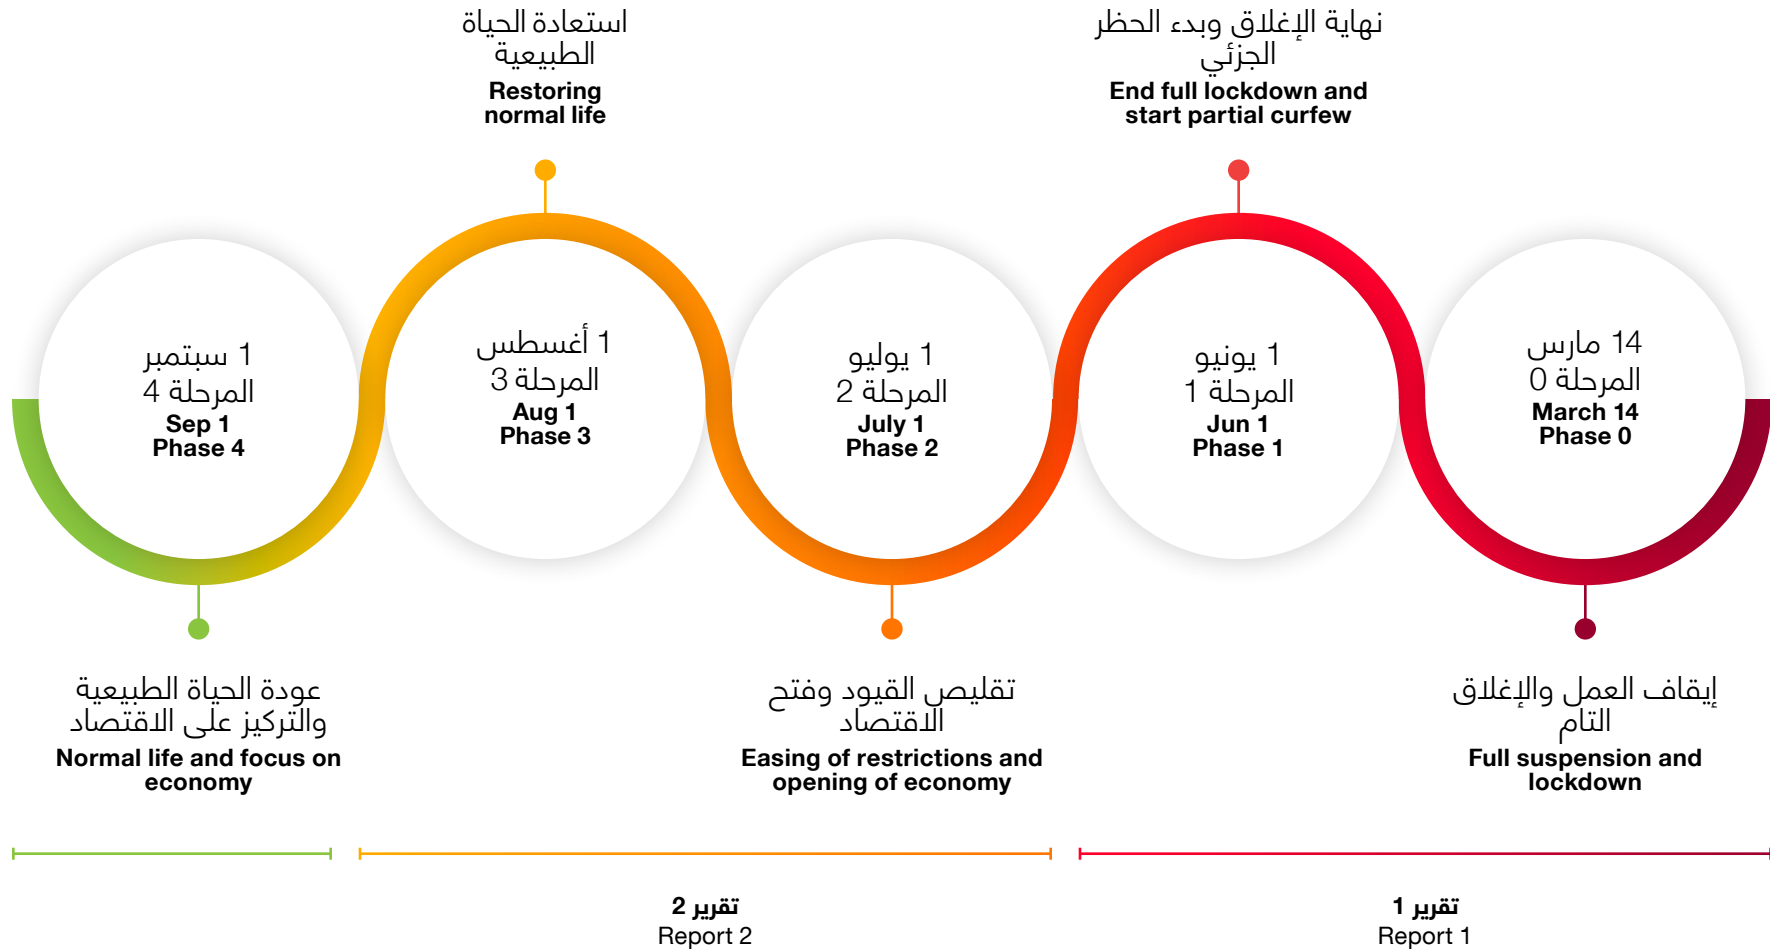 استعادة الحياة
الطبيعية
Restoring
normal life
نهاية الإغلاق وبدء الحظر
الجزئي
End full lockdown and
start partial curfew
1 سبتمبر
المرحلة 4
Sep 1
Phase 4
1 أغسطس
المرحلة 3
Aug 1
Phase 3
1 يوليو
المرحلة 2
July 1
Phase 2
1 يونيو
المرحلة 1
Jun 1
Phase 1
14 مارس
المرحلة 0
March 14
Phase 0
عودة الحياة الطبيعية
والتركيز على الاقتصاد
Normal life and focus on
economy
تقليص القيود وفتح
الاقتصاد
Easing of restrictions and
opening of economy
إيقاف العمل والإغلاق
التام
Full suspension and
lockdown
تقرير 2
Report 2
تقرير 1
Report 1